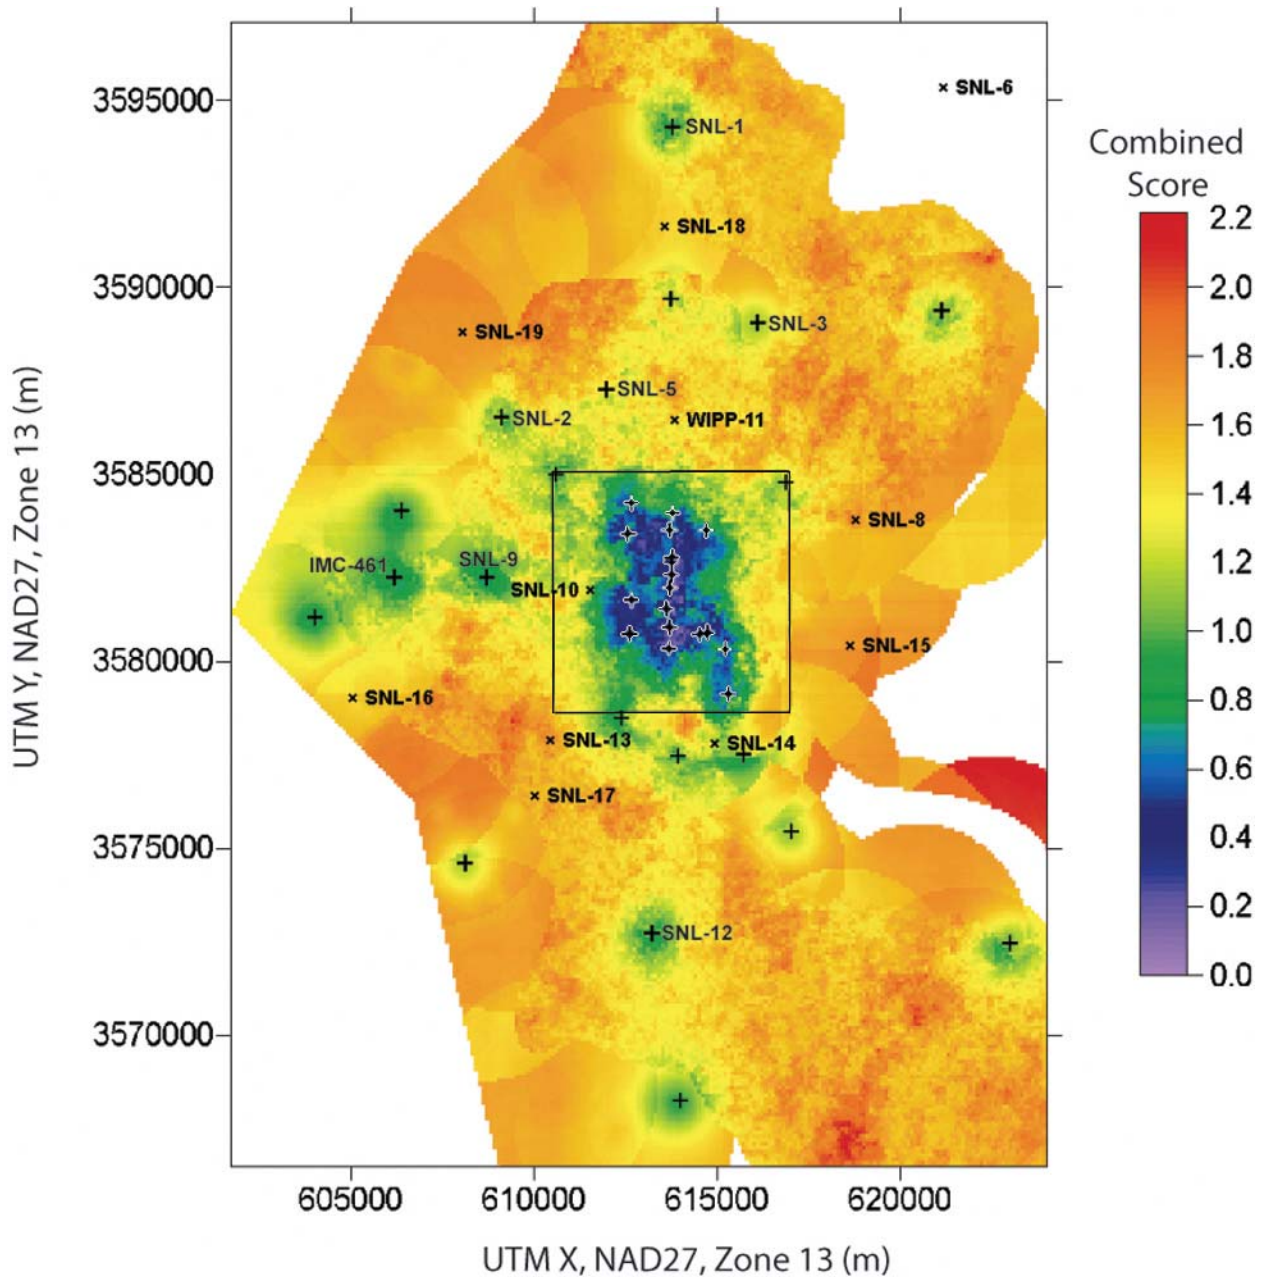 3595000
SNL-6
SNL-1
Combined
Score
2.2
SNL-18
2.0
3590000
SNL-3
SNL-19
1.8
SNL-5
SNL-2
WIPP-11
1.6
3585000
1.4
SNL-8
IMC-461
SNL-9
SNL-10
1.2
3580000
SNL-15
1.0
SNL-16
0.8
SNL-13
SNL-14
0.6
SNL-17
3575000
0.4
SNL-12
0.2
0.0
3570000
605000
610000
615000
620000
UTM X, NAD27, Zone 13 (m)
UTM Y, NAD27, Zone 13 (m)